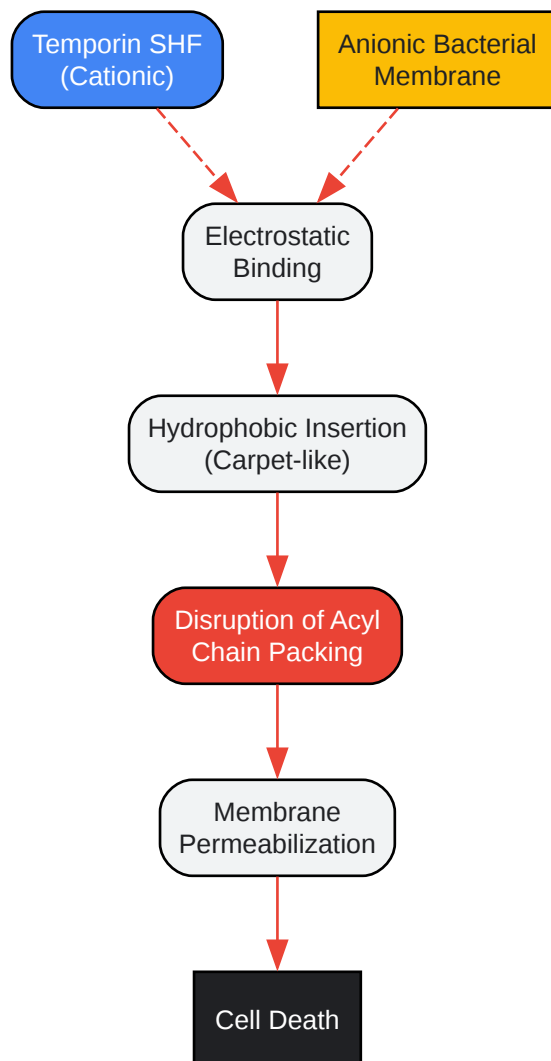 Temporin SHF
(Cationic)
Anionic Bacterial
Membrane
Electrostatic
Binding
Hydrophobic Insertion
(Carpet-like)
Disruption of Acyl
Chain Packing
Membrane
Permeabilization
Cell Death